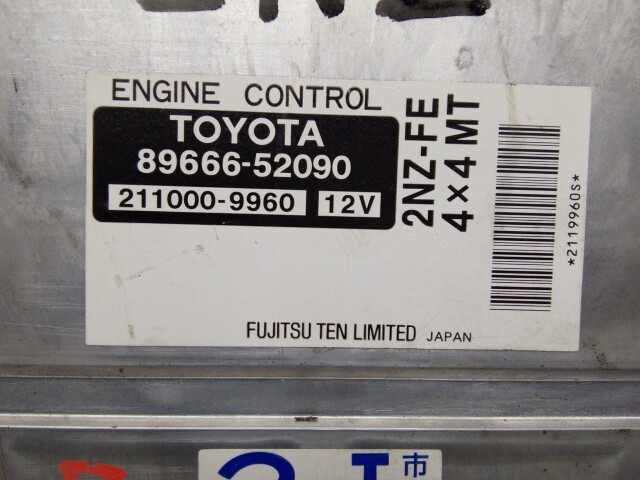 2NZ
ENGINE CONTROL
TOYOTA
89666-52090
211000-9960 12V
2NZ-FE
4×4 MT
*2119960S*
FUJITSU TEN LIMITED JAPAN
市